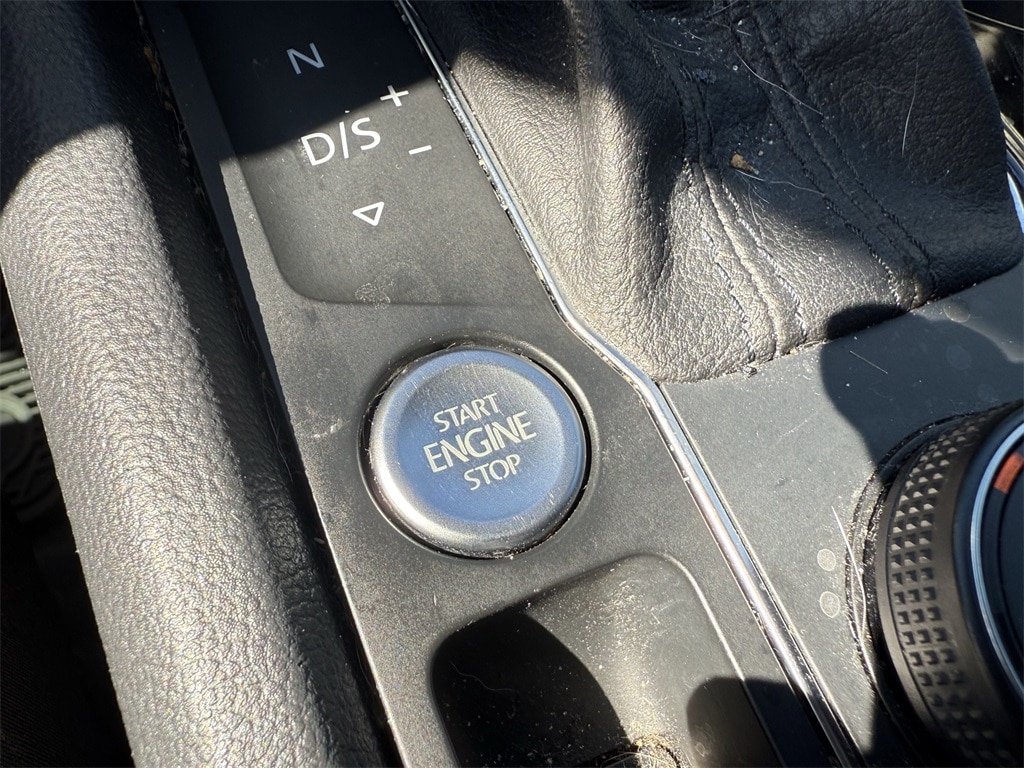 N
+
D/S
-
START
ENGINE
STOP